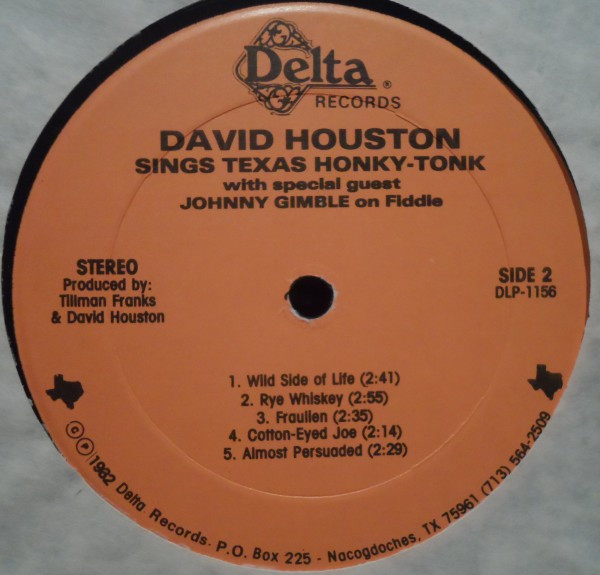 Delta ®
RECORDS
DAVID HOUSTON
SINGS TEXAS HONKY-TONK
with special guest
JOHNNY GIMBLE on Fiddle
STEREO
Produced by:
Tillman Franks
& David Houston
SIDE 2
DLP-1156
1. Wild Side of Life (2:41)
2. Rye Whiskey (2:55)
3. Fraulien (2:35)
4. Cotton-Eyed Joe (2:14)
5. Almost Persuaded (2:29)
Ⓒ Ⓟ 1982 Delta Records - P.O. Box 225 - Nacogdoches, TX 75961 (713) 564-2509